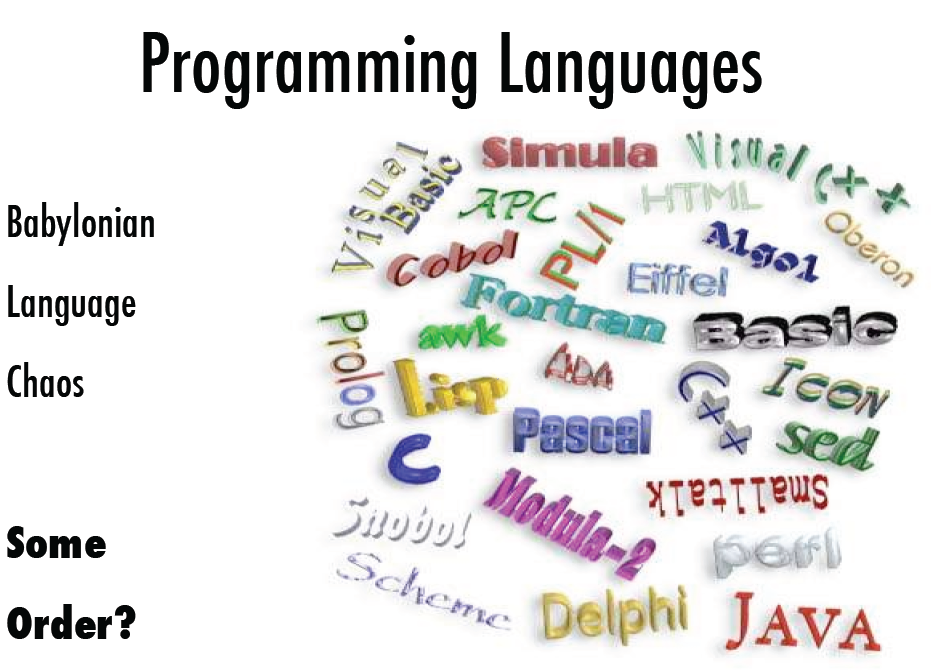 Programming Languages
Babylonian
Language
Chaos
Some
Order?
Visual
Basic
Simula
Visual C++
APC
PL/1
HTML
Algol
Oberon
Cobol
Eiffel
Fortran
Basic
Prolog
awk
Lisp
ADA
C++
Icon
Pascal
sed
C
Modula-2
Smalltalk
Snobol
perl
Scheme
Delphi
JAVA